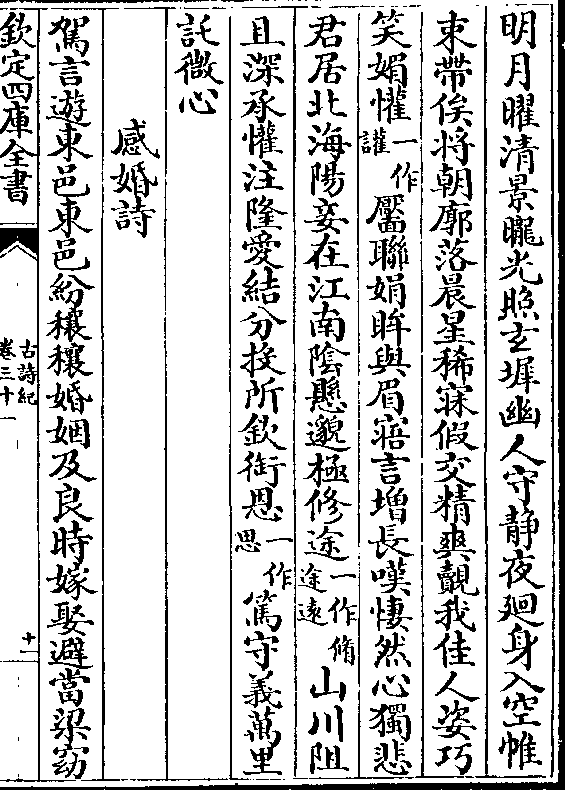 明月曜清景曨光照玄墀幽人守静夜廻身入空帷
束帶俟将朝廓落晨星稀寐假交精爽覿我佳人姿巧
笑媚懽一作讙靨聯娟眸與眉寤言增長嘆悽然心獨悲
君居北海陽妾在江南陰懸邈極修途一作脩途遠山川阻
且深承懽注隆愛結分投所欽銜恩一作思篤守義萬里
託微心
感婚詩
駕言遊東邑東邑紛穰穰婚姻及良時嫁娶避當梁窈
欽定四庫全書
古詩紀
卷三十一
十一